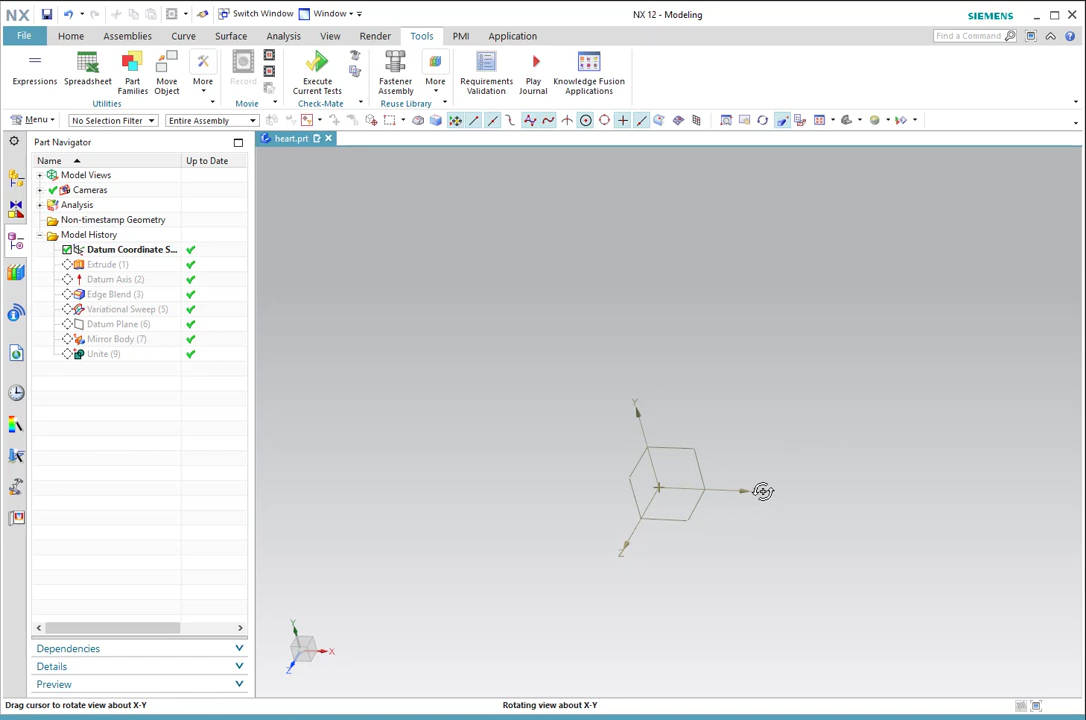 NX
Switch Window
Window
NX 12 - Modeling
SIEMENS
File
Home
Assemblies
Curve
Surface
Analysis
View
Render
Tools
PMI
Application
Find a Command
Expressions
Spreadsheet
Part Families
Move Object
More
Record
Execute Current Tests
Fastener Assembly
More
Requirements Validation
Play Journal
Knowledge Fusion Applications
Utilities
Movie
Check-Mate
Reuse Library
Menu
No Selection Filter
Entire Assembly
Part Navigator
heart.prt
Name
Up to Date
Model Views
Cameras
Analysis
Non-timestamp Geometry
Model History
Datum Coordinate S...
Extrude (1)
Datum Axis (2)
Edge Blend (3)
Variational Sweep (5)
Datum Plane (6)
Mirror Body (7)
Unite (9)
Y
Z
Y
X
Z
Dependencies
Details
Preview
Drag cursor to rotate view about X-Y
Rotating view about X-Y